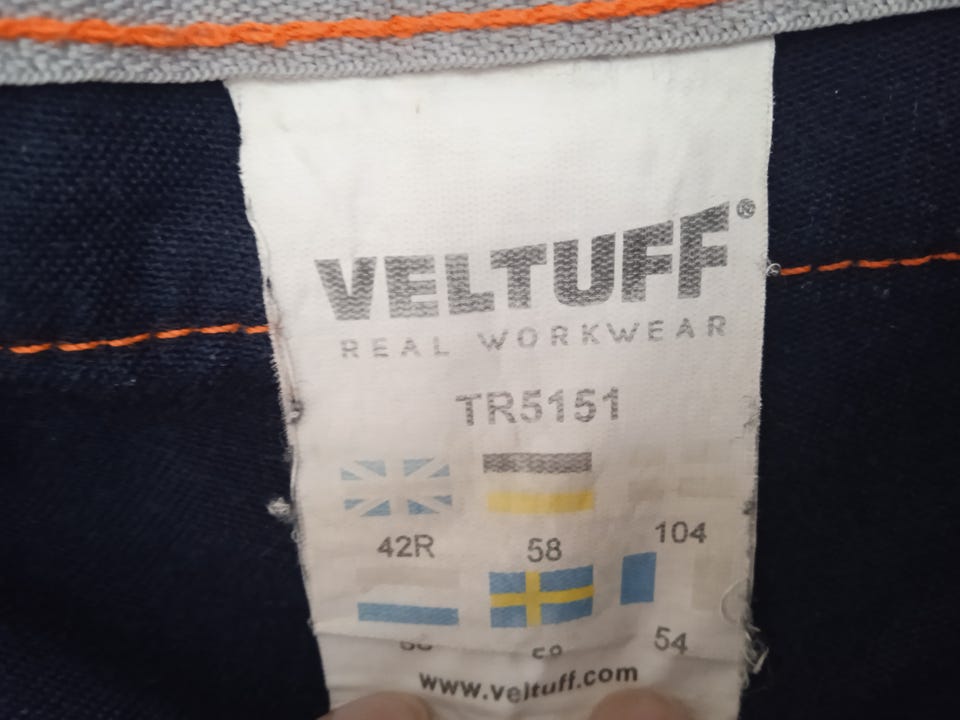 VELTUFF®
REAL WORKWEAR
TR5151
42R 58 104
54
www.veltuff.com